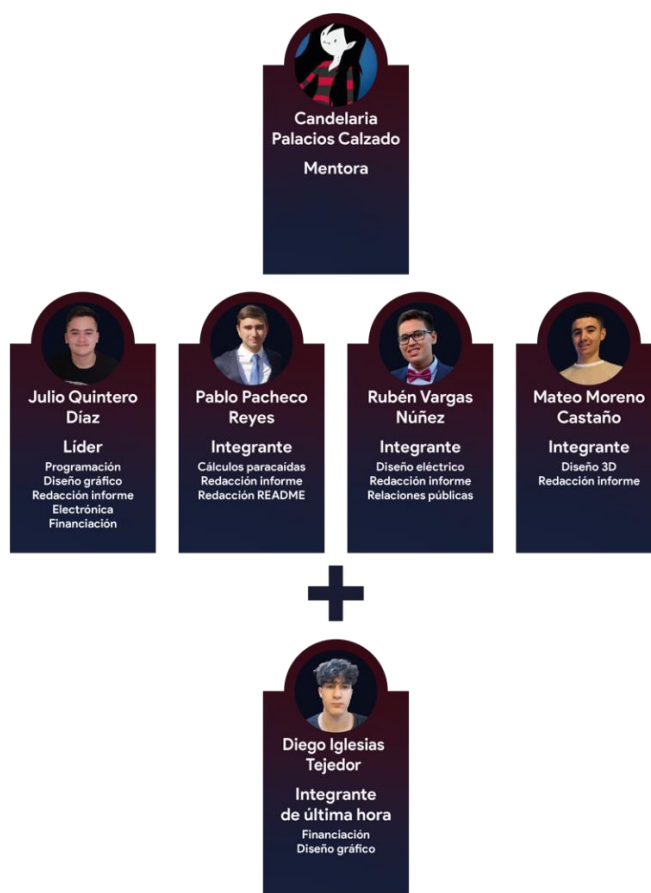 Candelaria
Palacios Calzado
Mentora
Julio Quintero
Díaz
Líder
Programación
Diseño gráfico
Redacción informe
Electrónica
Financiación
Pablo Pacheco
Reyes
Integrante
Cálculos paracaídas
Redacción informe
Redacción README
Rubén Vargas
Núñez
Integrante
Diseño eléctrico
Redacción informe
Relaciones públicas
Mateo Moreno
Castaño
Integrante
Diseño 3D
Redacción informe
Diego Iglesias
Tejedor
Integrante
de última hora
Financiación
Diseño gráfico